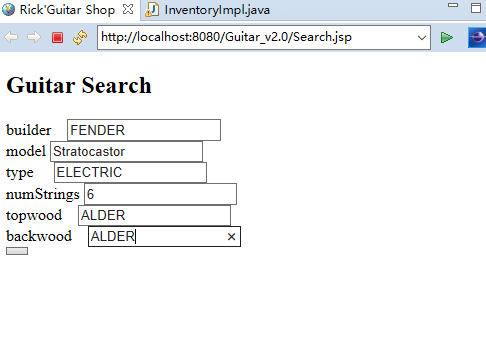 Rick'Guitar Shop InventoryImpl.java
http://localhost:8080/Guitar_v2.0/Search.jsp
Guitar Search
builder FENDER
model Stratocastor
type ELECTRIC
numStrings 6
topwood ALDER
backwood ALDER